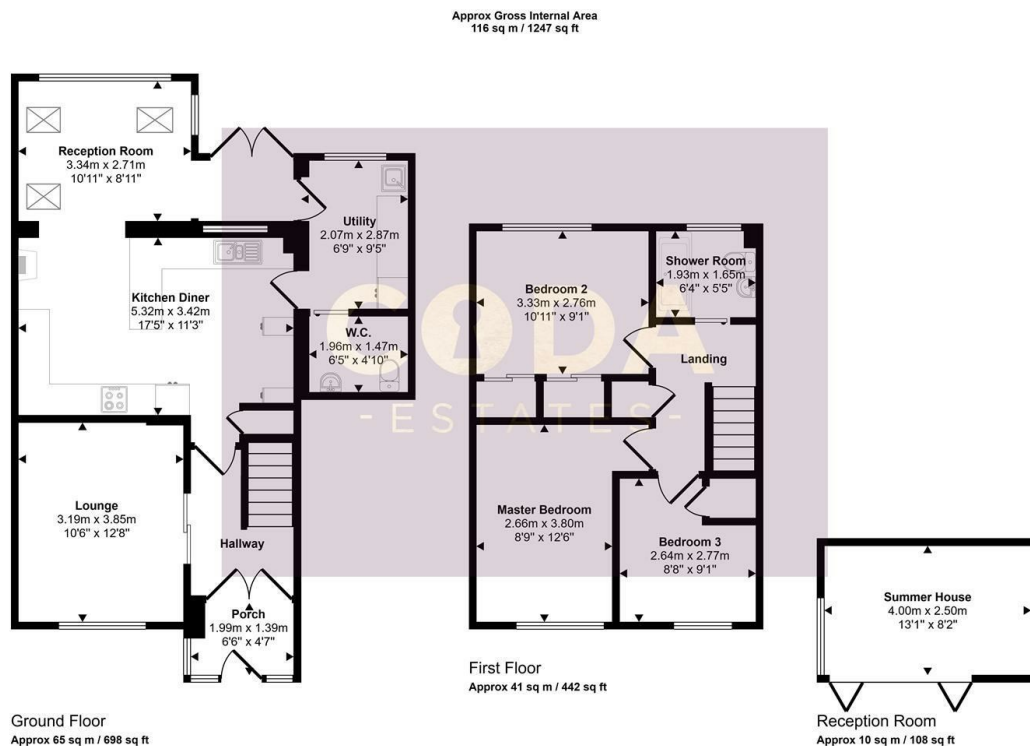 Approx Gross Internal Area
116 sq m / 1247 sq ft
Reception Room
3.34m x 2.71m
10'11" x 8'11"
Utility
2.07m x 2.87m
6'9" x 9'5"
Kitchen Diner
5.32m x 3.42m
17'5" x 11'3"
W.C.
1.96m x 1.47m
6'5" x 4'10"
Lounge
3.19m x 3.85m
10'6" x 12'8"
Hallway
Porch
1.99m x 1.39m
6'6" x 4'7"
Ground Floor
Approx 65 sq m / 698 sq ft
Bedroom 2
3.33m x 2.76m
10'11" x 9'1"
Shower Room
1.93m x 1.65m
6'4" x 5'5"
Landing
Master Bedroom
2.66m x 3.80m
8'9" x 12'6"
Bedroom 3
2.64m x 2.77m
8'8" x 9'1"
First Floor
Approx 41 sq m / 442 sq ft
Summer House
4.00m x 2.50m
13'1" x 8'2"
Reception Room
Approx 10 sq m / 108 sq ft
CODA
-ESTATES-